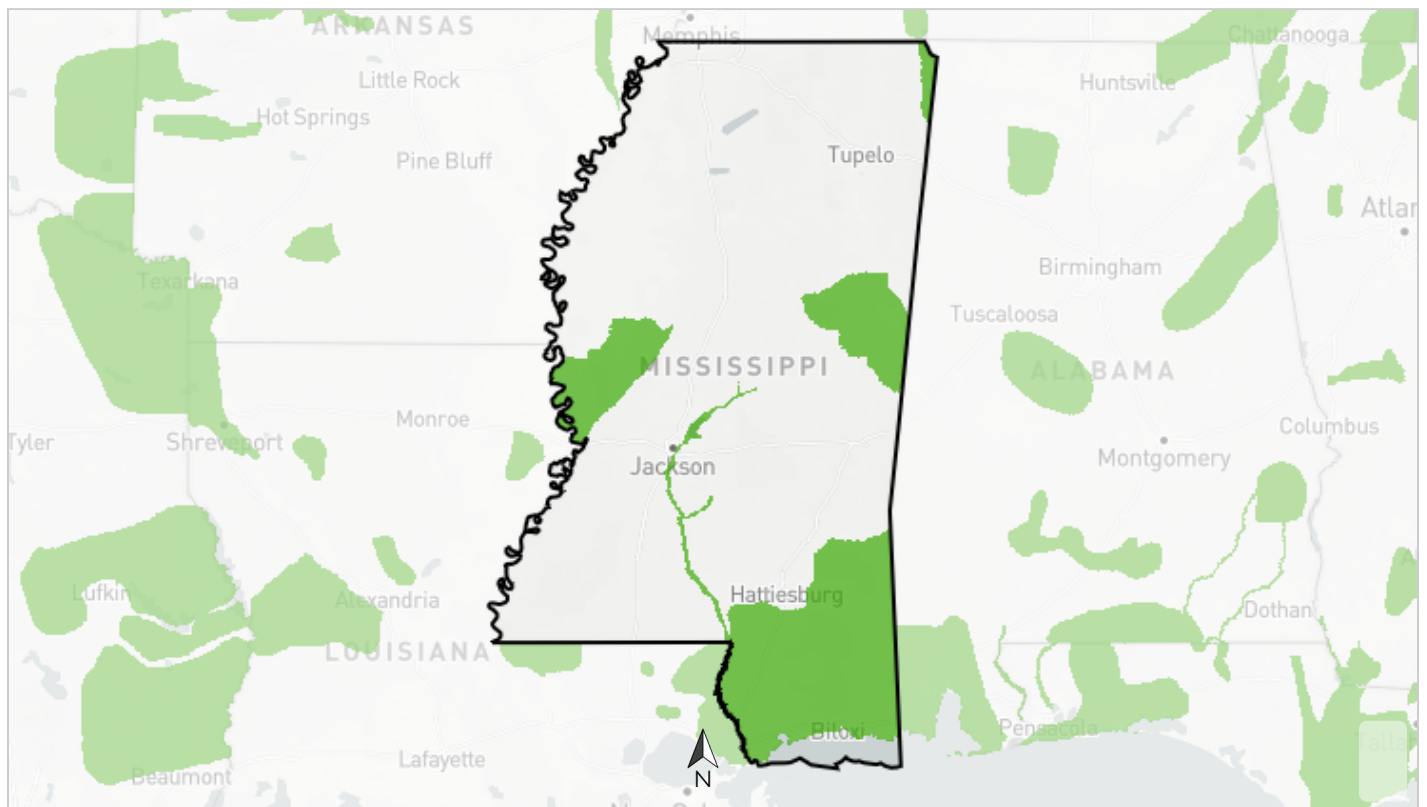 ARKANSAS
Memphis
Chattanooga
Little Rock
Huntsville
Hot Springs
Pine Bluff
Tupelo
Atlan
Birmingham
Texarkana
Tuscaloosa
MISSISSIPPI
ALABAMA
Monroe
Columbus
Tyler
Shreveport
Jackson
Montgomery
Lufkin
Alexandria
Hattiesburg
Dothan
LOUISIANA
Biloxi
Pensacola
Talla
Lafayette
Beaumont
N